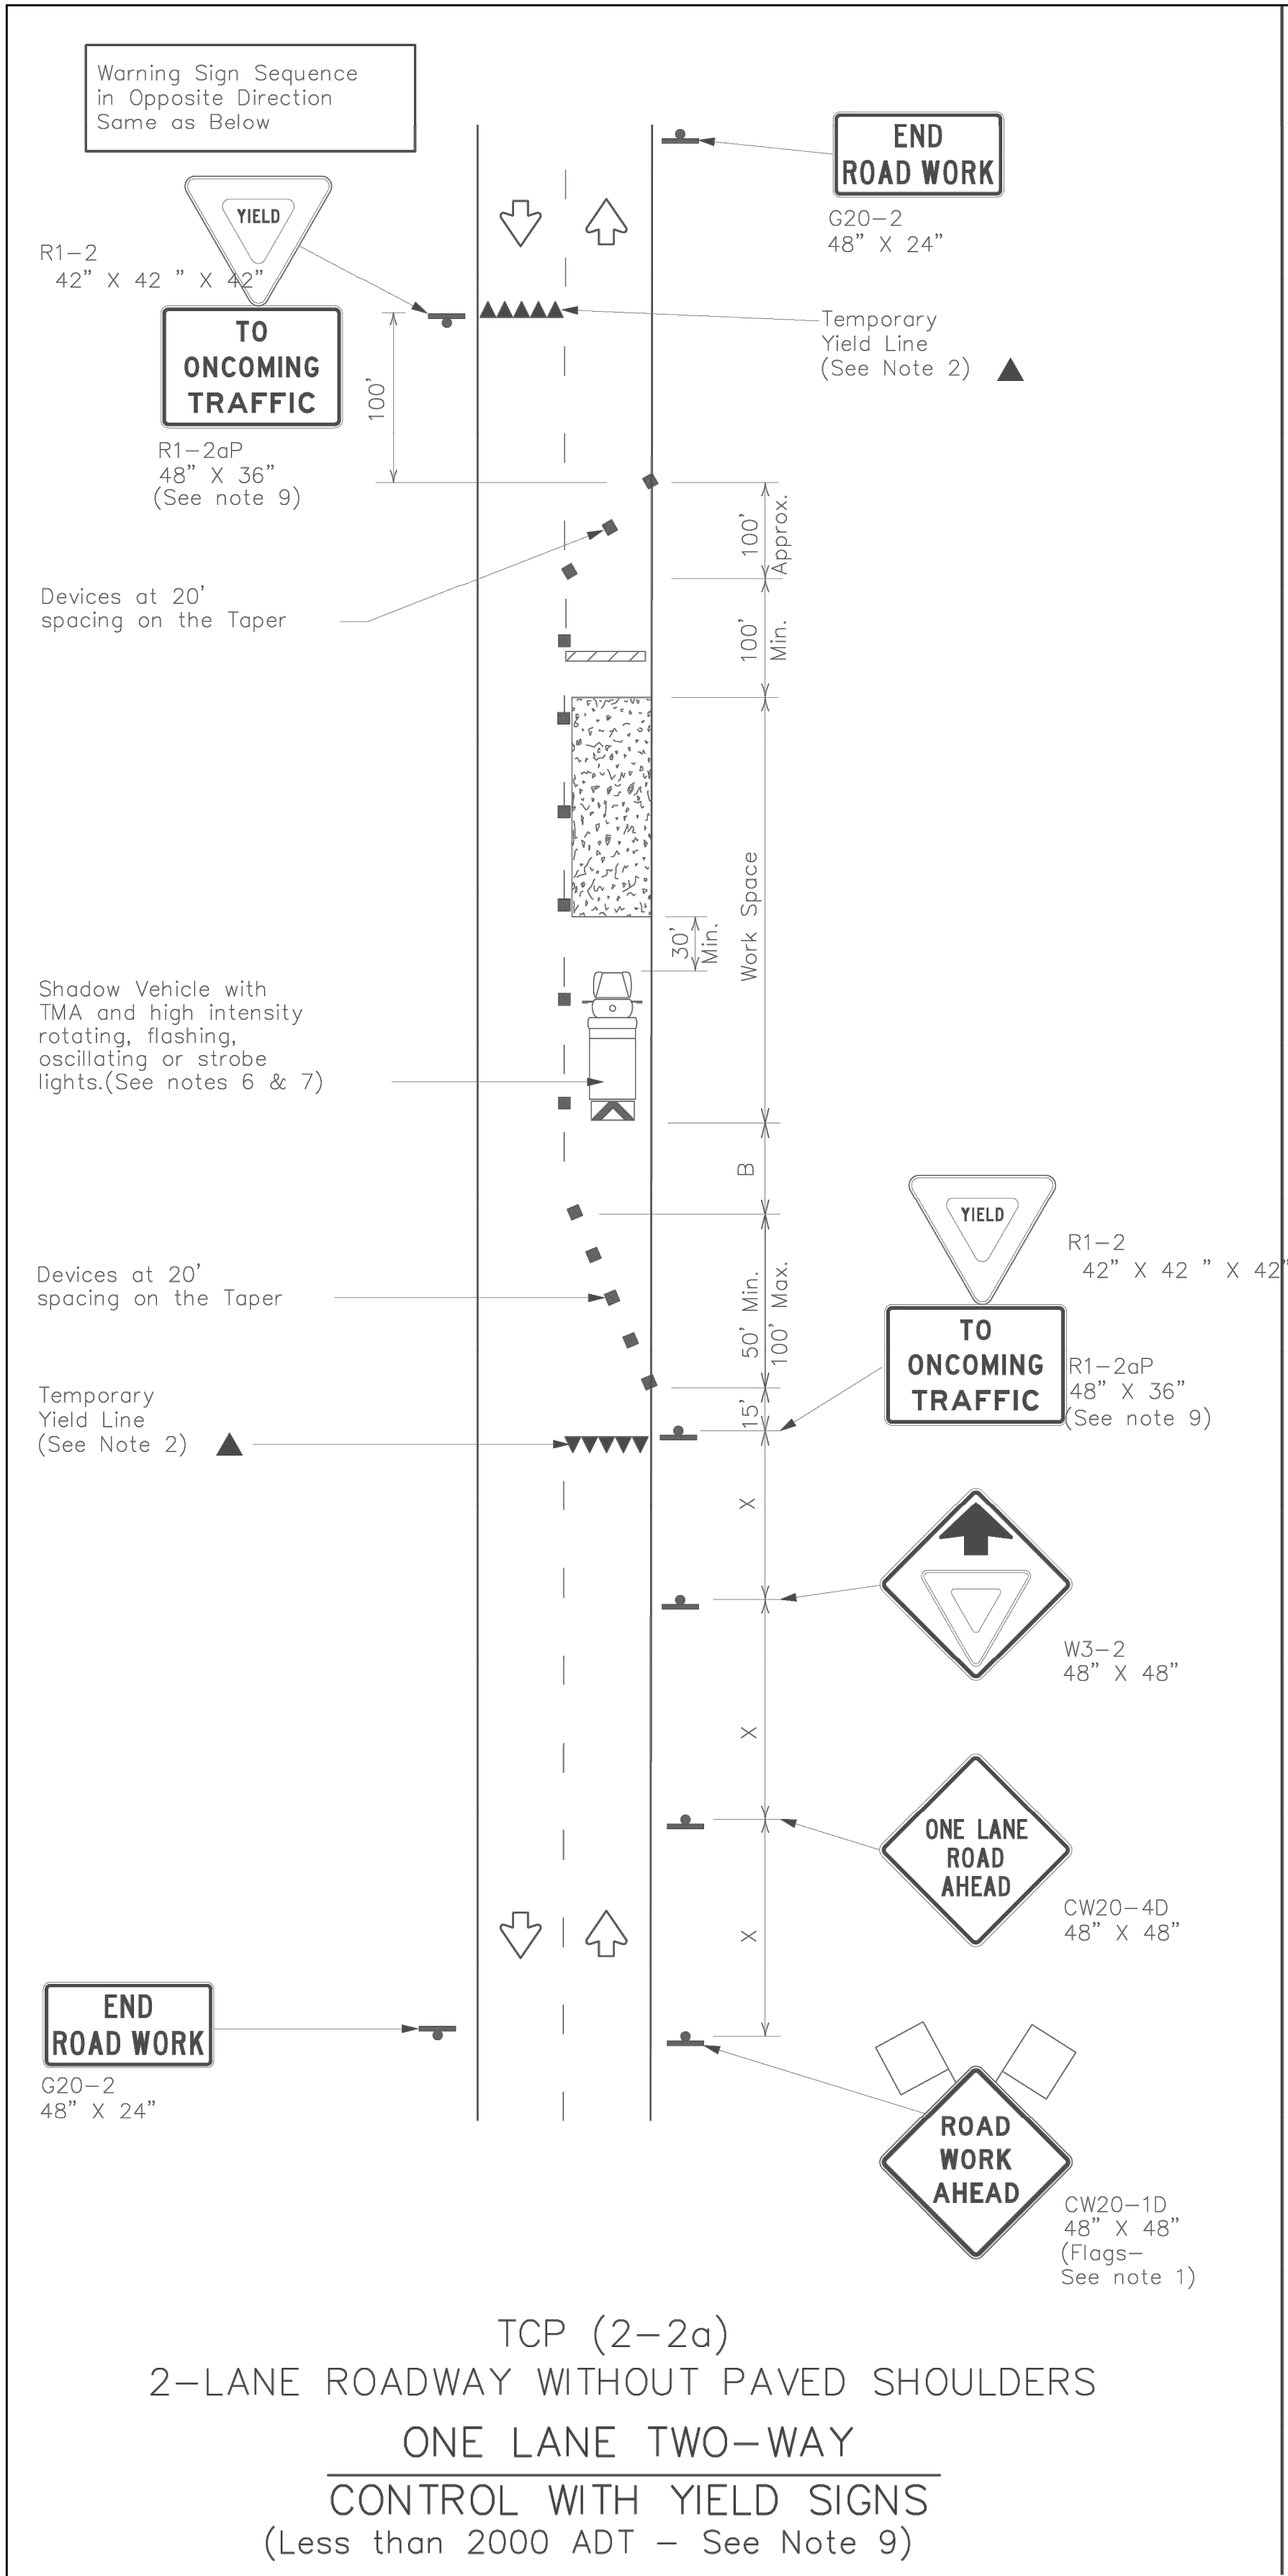 Warning Sign Sequence
in Opposite Direction
Same as Below
END
ROAD WORK
G20-2
48" X 24"
YIELD
R1-2
42" X 42 " X 42"
TO
ONCOMING
TRAFFIC
R1-2aP
48" X 36"
(See note 9)
100'
Temporary
Yield Line
(See Note 2)
100'
Approx.
Devices at 20'
spacing on the Taper
100'
Min.
Work Space
30'
Min.
Shadow Vehicle with
TMA and high intensity
rotating, flashing,
oscillating or strobe
lights.(See notes 6 & 7)
B
YIELD
R1-2
42" X 42 " X 42"
Devices at 20'
spacing on the Taper
50' Min.
100' Max.
TO
ONCOMING
TRAFFIC
R1-2aP
48" X 36"
(See note 9)
Temporary
Yield Line
(See Note 2)
15'
X
W3-2
48" X 48"
X
ONE LANE
ROAD
AHEAD
CW20-4D
48" X 48"
X
END
ROAD WORK
G20-2
48" X 24"
ROAD
WORK
AHEAD
CW20-1D
48" X 48"
(Flags-
See note 1)
TCP (2-2a)
2-LANE ROADWAY WITHOUT PAVED SHOULDERS
ONE LANE TWO-WAY
CONTROL WITH YIELD SIGNS
(Less than 2000 ADT - See Note 9)